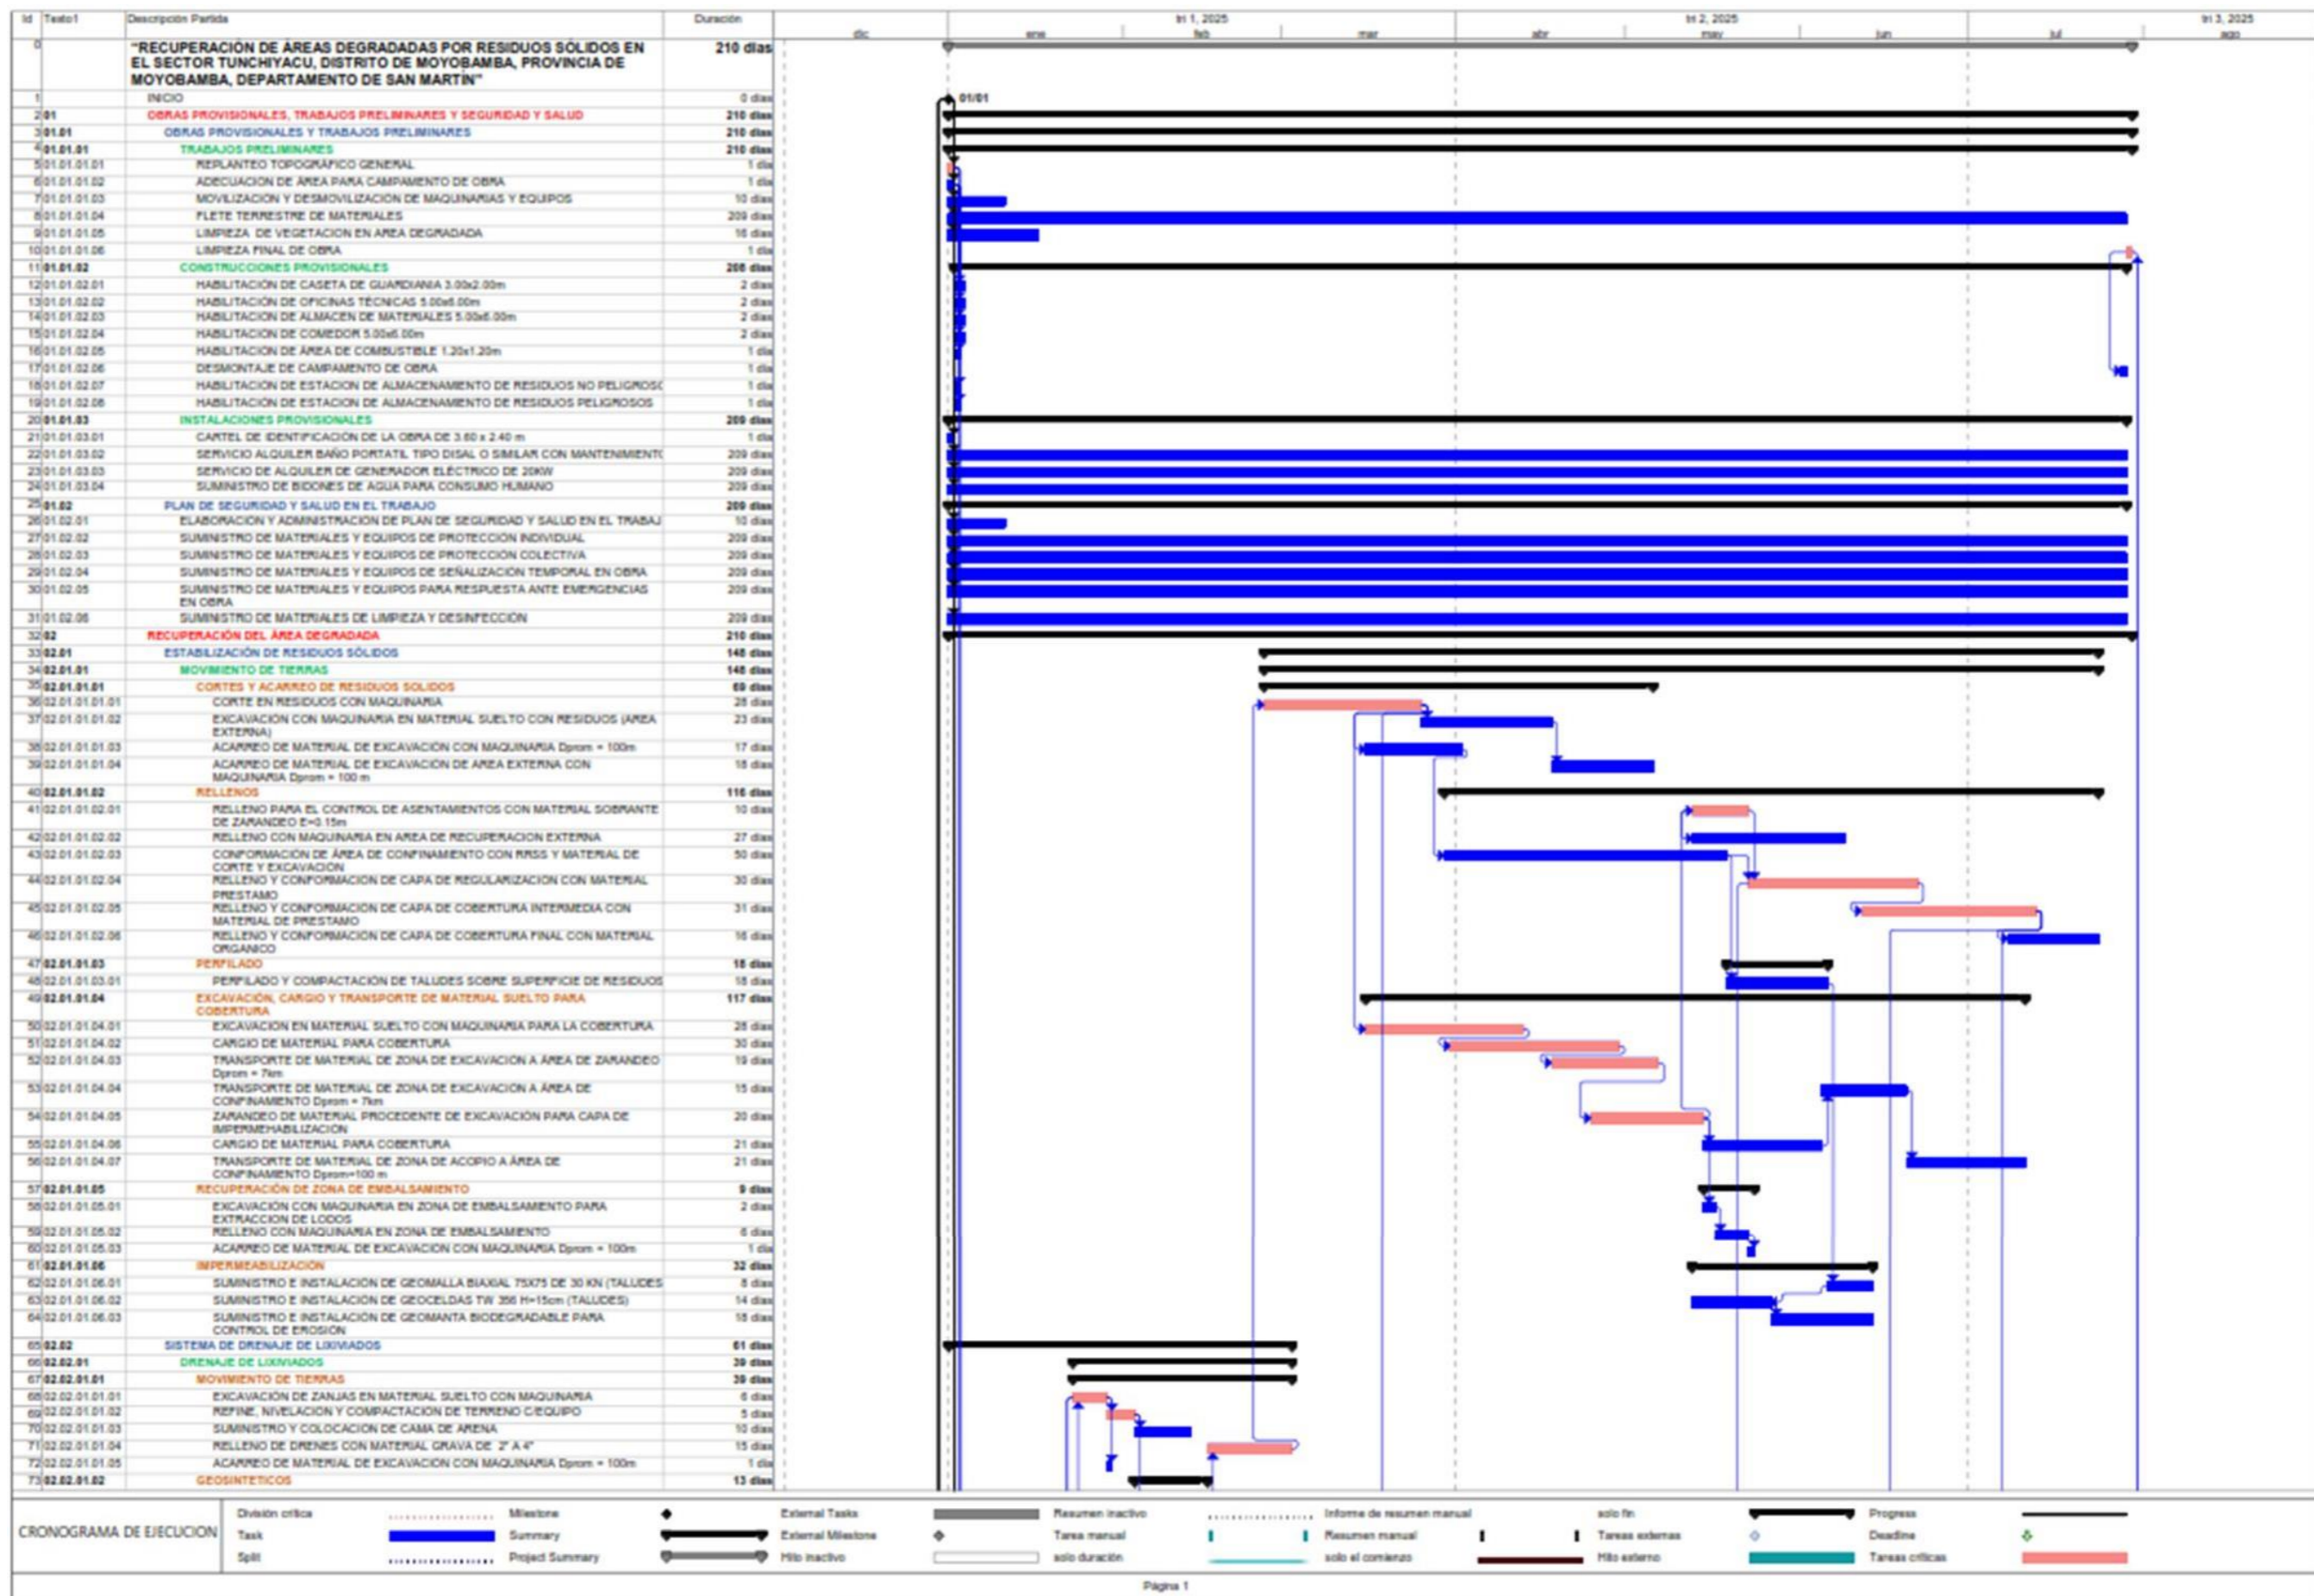 Id Texto1 Descripción Partida Duración tri 1, 2025 tri 2, 2025 tri 3, 2025
dic ene feb mar abr may jun jul ago
0 "RECUPERACIÓN DE ÁREAS DEGRADADAS POR RESIDUOS SÓLIDOS EN 210 días
EL SECTOR TUNCHIYACU, DISTRITO DE MOYOBAMBA, PROVINCIA DE
MOYOBAMBA, DEPARTAMENTO DE SAN MARTÍN"
1 INICIO 0 días 01/01
2 01 OBRAS PROVISIONALES, TRABAJOS PRELIMINARES Y SEGURIDAD Y SALUD 210 días
3 01.01 OBRAS PROVISIONALES Y TRABAJOS PRELIMINARES 210 días
4 01.01.01 TRABAJOS PRELIMINARES 210 días
5 01.01.01.01 REPLANTEO TOPOGRÁFICO GENERAL 1 día
6 01.01.01.02 ADECUACION DE ÁREA PARA CAMPAMENTO DE OBRA 1 día
7 01.01.01.03 MOVILIZACIÓN Y DESMOVILIZACIÓN DE MAQUINARIAS Y EQUIPOS 10 días
8 01.01.01.04 FLETE TERRESTRE DE MATERIALES 209 días
9 01.01.01.05 LIMPIEZA DE VEGETACION EN AREA DEGRADADA 16 días
10 01.01.01.06 LIMPIEZA FINAL DE OBRA 1 día
11 01.01.02 CONSTRUCCIONES PROVISIONALES 208 días
12 01.01.02.01 HABILITACIÓN DE CASETA DE GUARDIANIA 3.00x2.00m 2 días
13 01.01.02.02 HABILITACIÓN DE OFICINAS TÉCNICAS 5.00x6.00m 2 días
14 01.01.02.03 HABILITACION DE ALMACEN DE MATERIALES 5.00x6.00m 2 días
15 01.01.02.04 HABILITACION DE COMEDOR 5.00x6.00m 2 días
16 01.01.02.05 HABILITACION DE ÁREA DE COMBUSTIBLE 1.20x1.20m 1 día
17 01.01.02.06 DESMONTAJE DE CAMPAMENTO DE OBRA 1 día
18 01.01.02.07 HABILITACIÓN DE ESTACION DE ALMACENAMIENTO DE RESIDUOS NO PELIGROSO 1 día
19 01.01.02.08 HABILITACIÓN DE ESTACION DE ALMACENAMIENTO DE RESIDUOS PELIGROSOS 1 día
20 01.01.03 INSTALACIONES PROVISIONALES 209 días
21 01.01.03.01 CARTEL DE IDENTIFICACIÓN DE LA OBRA DE 3.60 x 2.40 m 1 día
22 01.01.03.02 SERVICIO ALQUILER BAÑO PORTATIL TIPO DISAL O SIMILAR CON MANTENIMIENTO 209 días
23 01.01.03.03 SERVICIO DE ALQUILER DE GENERADOR ELÉCTRICO DE 20KW 209 días
24 01.01.03.04 SUMINISTRO DE BIDONES DE AGUA PARA CONSUMO HUMANO 209 días
25 01.02 PLAN DE SEGURIDAD Y SALUD EN EL TRABAJO 209 días
26 01.02.01 ELABORACIÓN Y ADMINISTRACIÓN DE PLAN DE SEGURIDAD Y SALUD EN EL TRABAJ 10 días
27 01.02.02 SUMINISTRO DE MATERIALES Y EQUIPOS DE PROTECCIÓN INDIVIDUAL 209 días
28 01.02.03 SUMINISTRO DE MATERIALES Y EQUIPOS DE PROTECCIÓN COLECTIVA 209 días
29 01.02.04 SUMINISTRO DE MATERIALES Y EQUIPOS DE SEÑALIZACIÓN TEMPORAL EN OBRA 209 días
30 01.02.05 SUMINISTRO DE MATERIALES Y EQUIPOS PARA RESPUESTA ANTE EMERGENCIAS 209 días
EN OBRA
31 01.02.06 SUMINISTRO DE MATERIALES DE LIMPIEZA Y DESINFECCIÓN 209 días
32 02 RECUPERACIÓN DEL ÁREA DEGRADADA 210 días
33 02.01 ESTABILIZACIÓN DE RESIDUOS SÓLIDOS 148 días
34 02.01.01 MOVIMIENTO DE TIERRAS 148 días
35 02.01.01.01 CORTES Y ACARREO DE RESIDUOS SOLIDOS 69 días
36 02.01.01.01.01 CORTE EN RESIDUOS CON MAQUINARIA 28 días
37 02.01.01.01.02 EXCAVACIÓN CON MAQUINARIA EN MATERIAL SUELTO CON RESIDUOS (AREA 23 días
EXTERNA)
38 02.01.01.01.03 ACARREO DE MATERIAL DE EXCAVACIÓN CON MAQUINARIA Dprom = 100m 17 días
39 02.01.01.01.04 ACARREO DE MATERIAL DE EXCAVACIÓN DE AREA EXTERNA CON 18 días
MAQUINARIA Dprom = 100 m
40 02.01.01.02 RELLENOS 116 días
41 02.01.01.02.01 RELLENO PARA EL CONTROL DE ASENTAMIENTOS CON MATERIAL SOBRANTE 10 días
DE ZARANDEO E=0.15m
42 02.01.01.02.02 RELLENO CON MAQUINARIA EN AREA DE RECUPERACION EXTERNA 27 días
43 02.01.01.02.03 CONFORMACIÓN DE ÁREA DE CONFINAMIENTO CON RRSS Y MATERIAL DE 50 días
CORTE Y EXCAVACIÓN
44 02.01.01.02.04 RELLENO Y CONFORMACION DE CAPA DE REGULARIZACION CON MATERIAL 30 días
PRESTAMO
45 02.01.01.02.05 RELLENO Y CONFORMACION DE CAPA DE COBERTURA INTERMEDIA CON 31 días
MATERIAL DE PRESTAMO
46 02.01.01.02.06 RELLENO Y CONFORMACION DE CAPA DE COBERTURA FINAL CON MATERIAL 16 días
ORGANICO
47 02.01.01.03 PERFILADO 18 días
48 02.01.01.03.01 PERFILADO Y COMPACTACIÓN DE TALUDES SOBRE SUPERFICIE DE RESIDUOS 18 días
49 02.01.01.04 EXCAVACIÓN, CARGIO Y TRANSPORTE DE MATERIAL SUELTO PARA 117 días
COBERTURA
50 02.01.01.04.01 EXCAVACIÓN EN MATERIAL SUELTO CON MAQUINARIA PARA LA COBERTURA 28 días
51 02.01.01.04.02 CARGIO DE MATERIAL PARA COBERTURA 30 días
52 02.01.01.04.03 TRANSPORTE DE MATERIAL DE ZONA DE EXCAVACIÓN A ÁREA DE ZARANDEO 19 días
Dprom = 7km
53 02.01.01.04.04 TRANSPORTE DE MATERIAL DE ZONA DE EXCAVACIÓN A ÁREA DE 15 días
CONFINAMIENTO Dprom = 7km
54 02.01.01.04.05 ZARANDEO DE MATERIAL PROCEDENTE DE EXCAVACIÓN PARA CAPA DE 20 días
IMPERMEHABILIZACIÓN
55 02.01.01.04.06 CARGIO DE MATERIAL PARA COBERTURA 21 días
56 02.01.01.04.07 TRANSPORTE DE MATERIAL DE ZONA DE ACOPIO A ÁREA DE 21 días
CONFINAMIENTO Dprom=100 m
57 02.01.01.05 RECUPERACIÓN DE ZONA DE EMBALSAMIENTO 9 días
58 02.01.01.05.01 EXCAVACIÓN CON MAQUINARIA EN ZONA DE EMBALSAMIENTO PARA 2 días
EXTRACCION DE LODOS
59 02.01.01.05.02 RELLENO CON MAQUINARIA EN ZONA DE EMBALSAMIENTO 6 días
60 02.01.01.05.03 ACARREO DE MATERIAL DE EXCAVACION CON MAQUINARIA Dprom = 100m 1 día
61 02.01.01.06 IMPERMEABILIZACIÓN 32 días
62 02.01.01.06.01 SUMINISTRO E INSTALACIÓN DE GEOMALLA BIAXIAL 75X75 DE 30 KN (TALUDES 8 días
63 02.01.01.06.02 SUMINISTRO E INSTALACIÓN DE GEOCELDAS TW 356 H=15cm (TALUDES) 14 días
64 02.01.01.06.03 SUMINISTRO E INSTALACIÓN DE GEOMANTA BIODEGRADABLE PARA 18 días
CONTROL DE EROSIÓN
65 02.02 SISTEMA DE DRENAJE DE LIXIVIADOS 61 días
66 02.02.01 DRENAJE DE LIXIVIADOS 39 días
67 02.02.01.01 MOVIMIENTO DE TIERRAS 39 días
68 02.02.01.01.01 EXCAVACIÓN DE ZANJAS EN MATERIAL SUELTO CON MAQUINARIA 6 días
69 02.02.01.01.02 REFINE, NIVELACION Y COMPACTACION DE TERRENO C/EQUIPO 5 días
70 02.02.01.01.03 SUMINISTRO Y COLOCACION DE CAMA DE ARENA 10 días
71 02.02.01.01.04 RELLENO DE DRENES CON MATERIAL GRAVA DE 2" A 4" 15 días
72 02.02.01.01.05 ACARREO DE MATERIAL DE EXCAVACION CON MAQUINARIA Dprom = 100m 1 día
73 02.02.01.02 GEOSINTETICOS 13 días
CRONOGRAMA DE EJECUCION
División crítica Milestone External Tasks Resumen inactivo Informe de resumen manual solo fin Progress
Task Summary External Milestone Tarea manual Resumen manual Tareas externas Deadline
Split Project Summary Hito inactivo solo duración solo el comienzo Hito externo Tareas críticas
Página 1